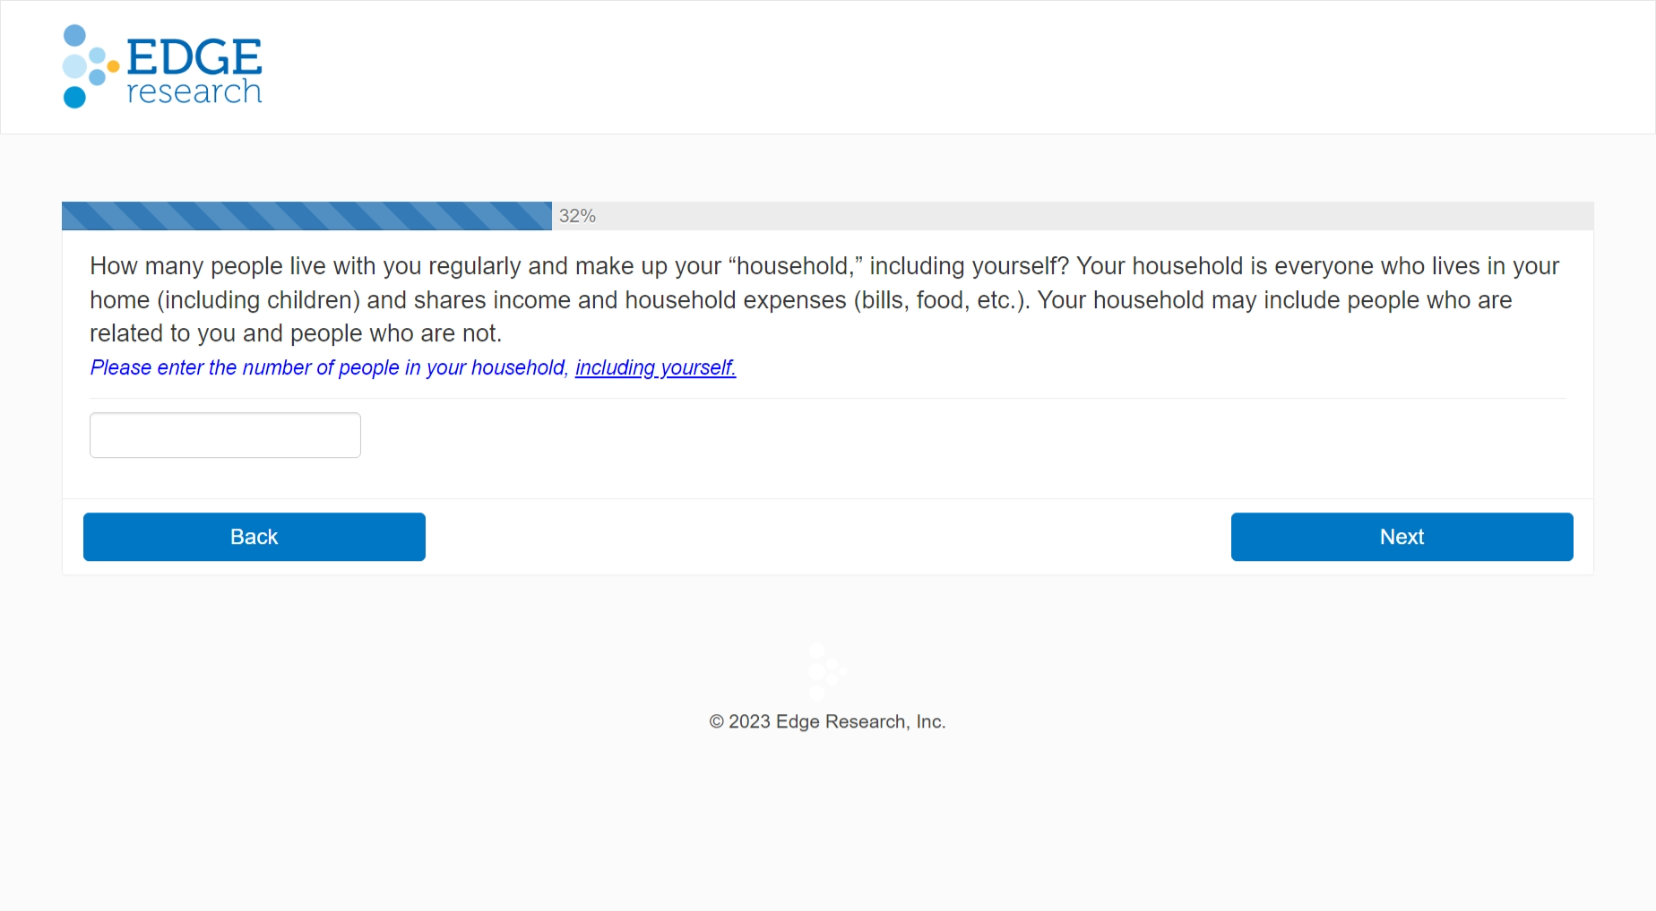 EDGE
research
32%
How many people live with you regularly and make up your “household,” including yourself? Your household is everyone who lives in your
home (including children) and shares income and household expenses (bills, food, etc.). Your household may include people who are
related to you and people who are not.
Please enter the number of people in your household, including yourself.
Back
Next
© 2023 Edge Research, Inc.